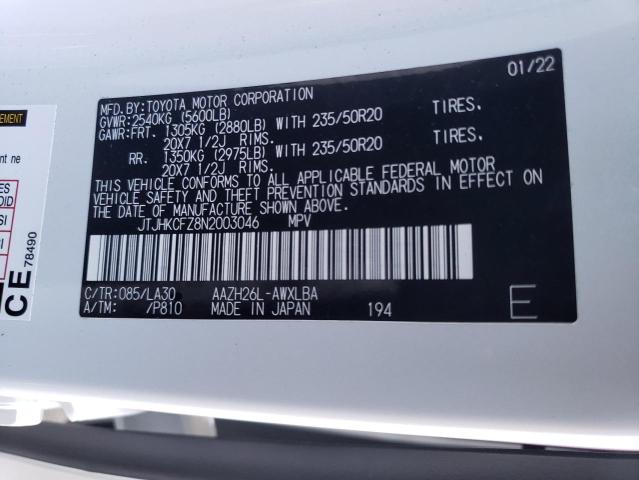 01/22
MFD.BY:TOYOTA MOTOR CORPORATION
GVWR:2540KG (5600LB)
GAWR:FRT. 1305KG (2880LB) WITH 235/50R20 TIRES,
20X7 1/2J RIMS.
RR. 1350KG (2975LB) WITH 235/50R20 TIRES,
20X7 1/2J RIMS.
THIS VEHICLE CONFORMS TO ALL APPLICABLE FEDERAL MOTOR
VEHICLE SAFETY AND THEFT PREVENTION STANDARDS IN EFFECT ON
THE DATE OF MANUFACTURE SHOWN ABOVE.
JTJHKCFZ8N2003046 MPV
C/TR:085/LA30 AAZH26L-AWXLBA
A/TM: /P810 MADE IN JAPAN 194 E
CE 78490